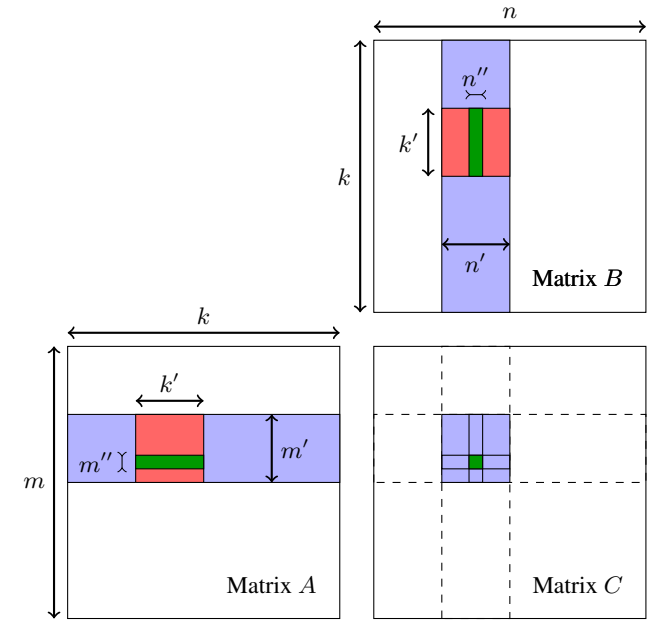 n
n′′
k′
k
n′
Matrix B
k
k′
m′′
m′
m
Matrix A
Matrix C